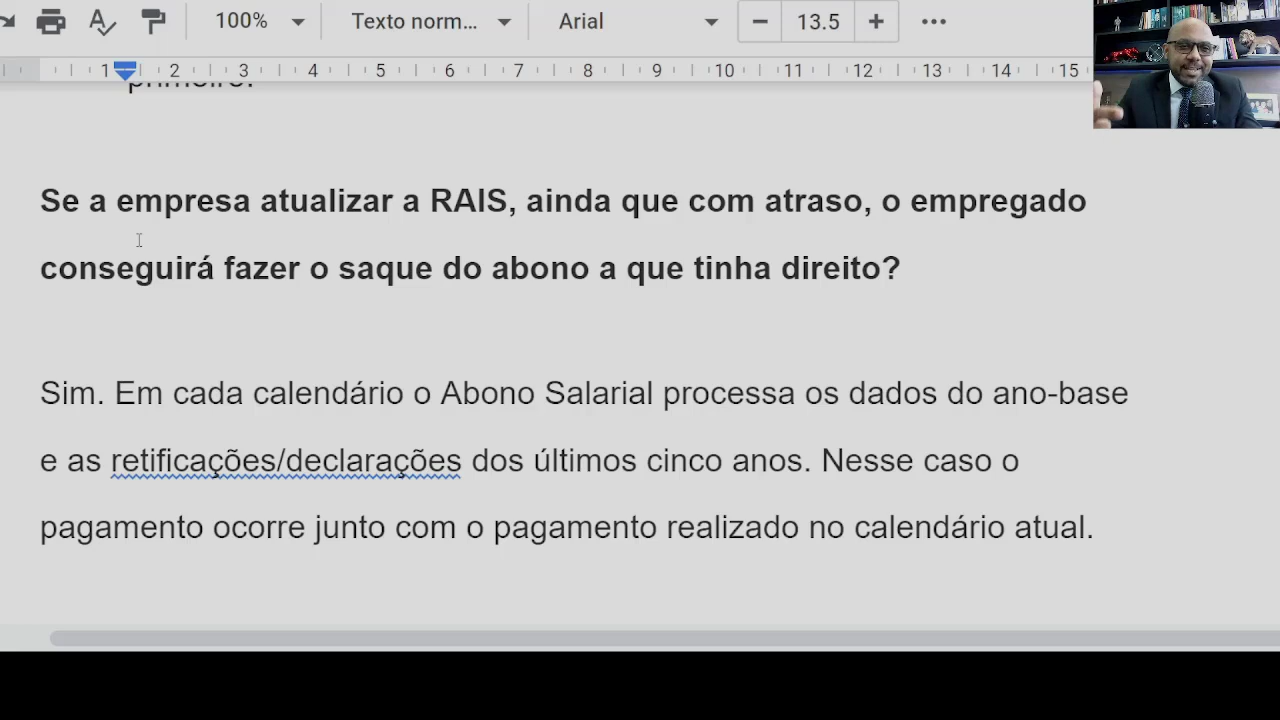 100% Texto norm... Arial 13.5
1 2 3 4 5 6 7 8 9 10 11 12 13 14 15
primeiro.
Se a empresa atualizar a RAIS, ainda que com atraso, o empregado
conseguirá fazer o saque do abono a que tinha direito?
Sim. Em cada calendário o Abono Salarial processa os dados do ano-base
e as retificações/declarações dos últimos cinco anos. Nesse caso o
pagamento ocorre junto com o pagamento realizado no calendário atual.